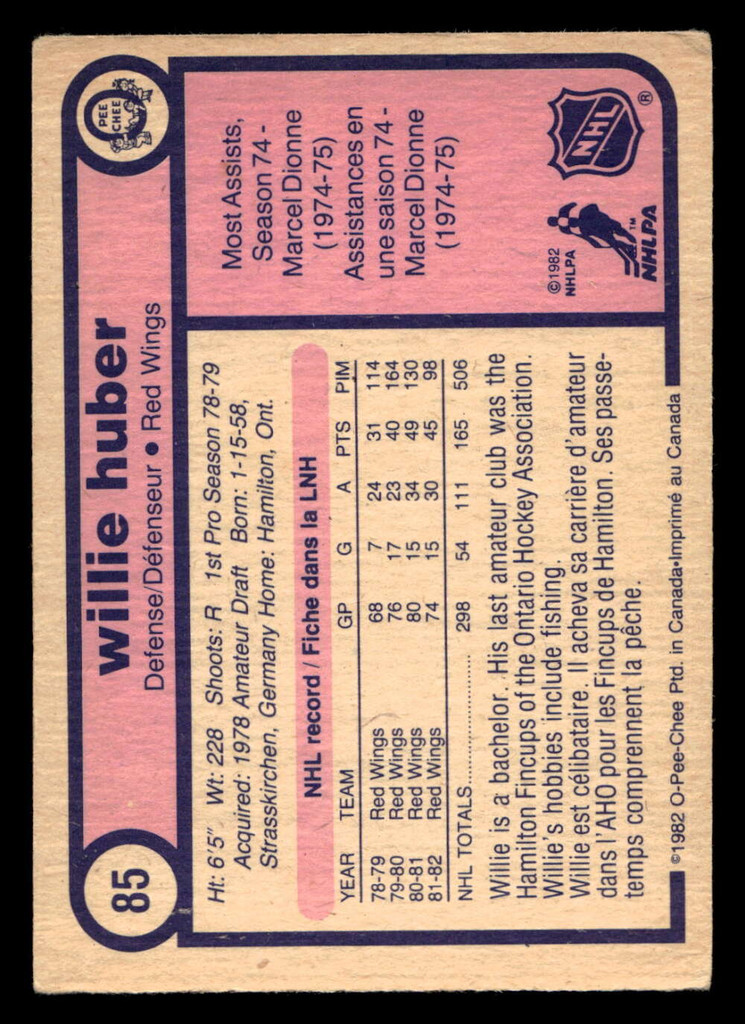 85
willie huber
Defense/Défenseur • Red Wings
O PEE CHEE
Ht: 6'5" Wt: 228 Shoots: R 1st Pro Season 78-79
Acquired: 1978 Amateur Draft Born: 1-15-58,
Strasskirchen, Germany Home: Hamilton, Ont.
NHL record / Fiche dans la LNH
YEAR TEAM GP G A PTS PIM
78-79 Red Wings 68 7 24 31 114
79-80 Red Wings 76 17 23 40 164
80-81 Red Wings 80 15 34 49 130
81-82 Red Wings 74 15 30 45 98
NHL TOTALS.................... 298 54 111 165 506
Willie is a bachelor. His last amateur club was the
Hamilton Fincups of the Ontario Hockey Association.
Willie's hobbies include fishing.
Willie est célibataire. Il acheva sa carrière d'amateur
dans l'AHO pour les Fincups de Hamilton. Ses passe-
temps comprennent la pêche.
©1982 O-Pee-Chee Ptd. in Canada•Imprimé au Canada
Most Assists,
Season 74 -
Marcel Dionne
(1974-75)
Assistances en
une saison 74 -
Marcel Dionne
(1974-75)
©1982
NHLPA
TM
NHLPA
NHL
®